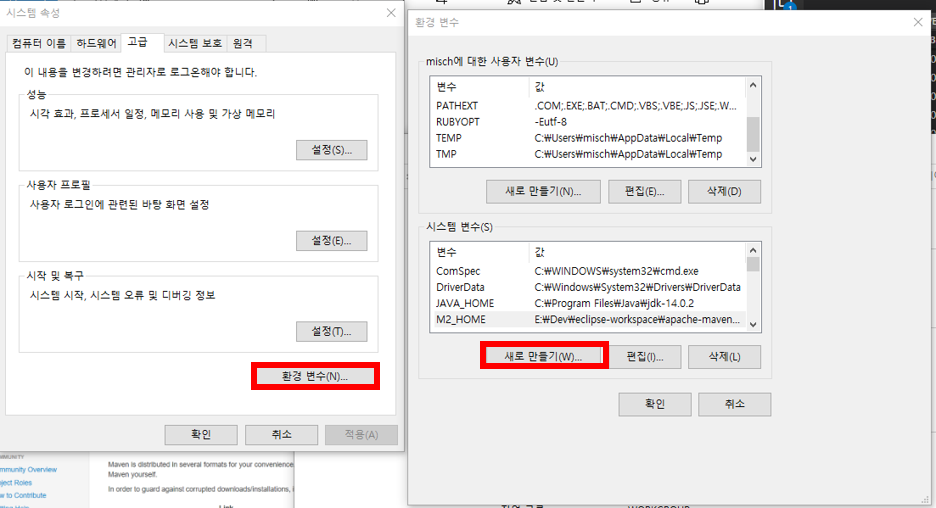 시스템 속성
컴퓨터 이름 하드웨어 고급 시스템 보호 원격
이 내용을 변경하려면 관리자로 로그온해야 합니다.
성능
시각 효과, 프로세서 일정, 메모리 사용 및 가상 메모리
설정(S)...
사용자 프로필
사용자 로그인에 관련된 바탕 화면 설정
설정(E)...
시작 및 복구
시스템 시작, 시스템 오류 및 디버깅 정보
설정(T)...
환경 변수(N)...
확인 취소 적용(A)
환경 변수
misch에 대한 사용자 변수(U)
변수 값
PATHEXT .COM;.EXE;.BAT;.CMD;.VBS;.VBE;.JS;.JSE;.W...
RUBYOPT -Eutf-8
TEMP C:₩Users₩misch₩AppData₩Local₩Temp
TMP C:₩Users₩misch₩AppData₩Local₩Temp
새로 만들기(N)... 편집(E)... 삭제(D)
시스템 변수(S)
변수 값
ComSpec C:₩WINDOWS₩system32₩cmd.exe
DriverData C:₩Windows₩System32₩Drivers₩DriverData
JAVA_HOME C:₩Program Files₩Java₩jdk-14.0.2
M2_HOME E:₩Dev₩eclipse-workspace₩apache-maven...
새로 만들기(W)... 편집(I)... 삭제(L)
확인 취소
mmunity Overview
ject Roles
w to Contribute
Maven is distributed in several formats for your convenience.
Maven yourself.
In order to guard against corrupted downloads/installations, i